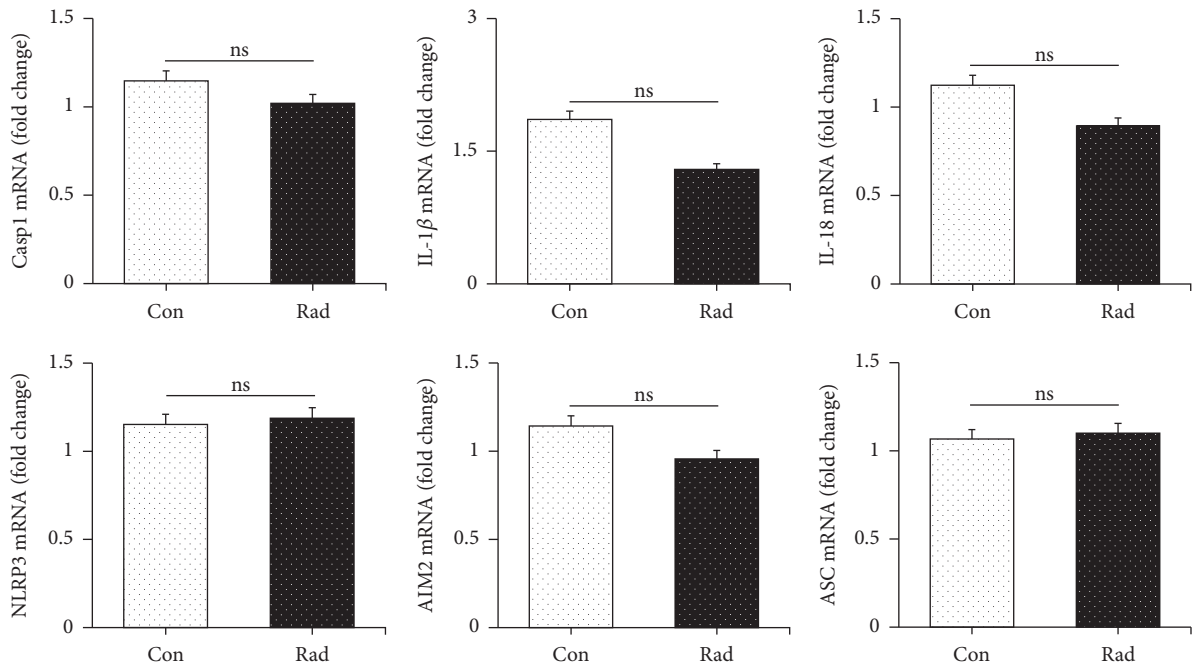 Casp1 mRNA (fold change)
1.5
1
0.5
0
ns
Con
Rad
IL-1β mRNA (fold change)
3
1.5
0
ns
Con
Rad
IL-18 mRNA (fold change)
1.5
1
0.5
0
ns
Con
Rad
NLRP3 mRNA (fold change)
1.5
1
0.5
0
ns
Con
Rad
AIM2 mRNA (fold change)
1.5
1
0.5
0
ns
Con
Rad
ASC mRNA (fold change)
1.5
1
0.5
0
ns
Con
Rad